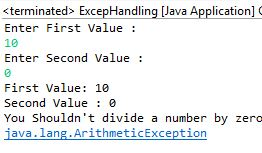 <terminated> ExcepHandling [Java Application]
Enter First Value :
10
Enter Second Value :
0
First Value: 10
Second Value : 0
You Shouldn't divide a number by zero
java.lang.ArithmeticException